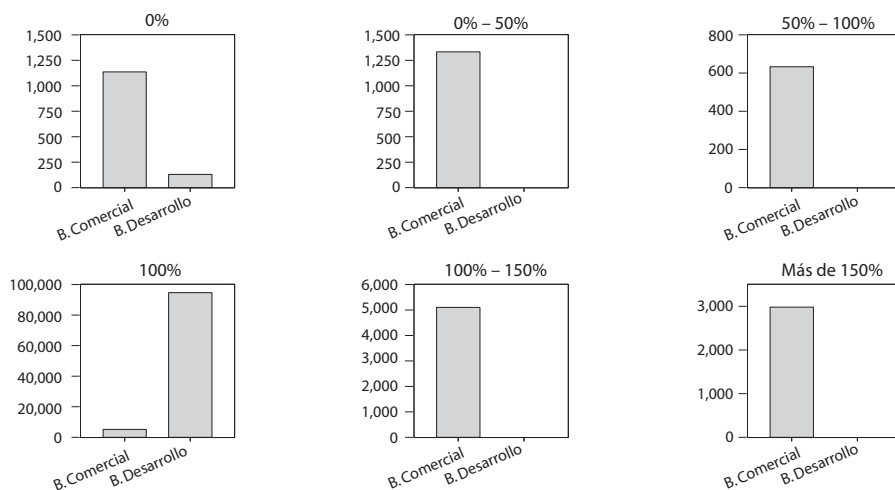 0%
1,500
1,250
1,000
750
500
250
0
B. Comercial
B. Desarrollo
0% – 50%
1,500
1,250
1,000
750
500
250
0
B. Comercial
B. Desarrollo
50% – 100%
800
600
400
200
0
B. Comercial
B. Desarrollo
100%
100,000
80,000
60,000
40,000
20,000
0
B. Comercial
B. Desarrollo
100% – 150%
6,000
5,000
4,000
3,000
2,000
1,000
0
B. Comercial
B. Desarrollo
Más de 150%
3,000
2,000
1,000
0
B. Comercial
B. Desarrollo